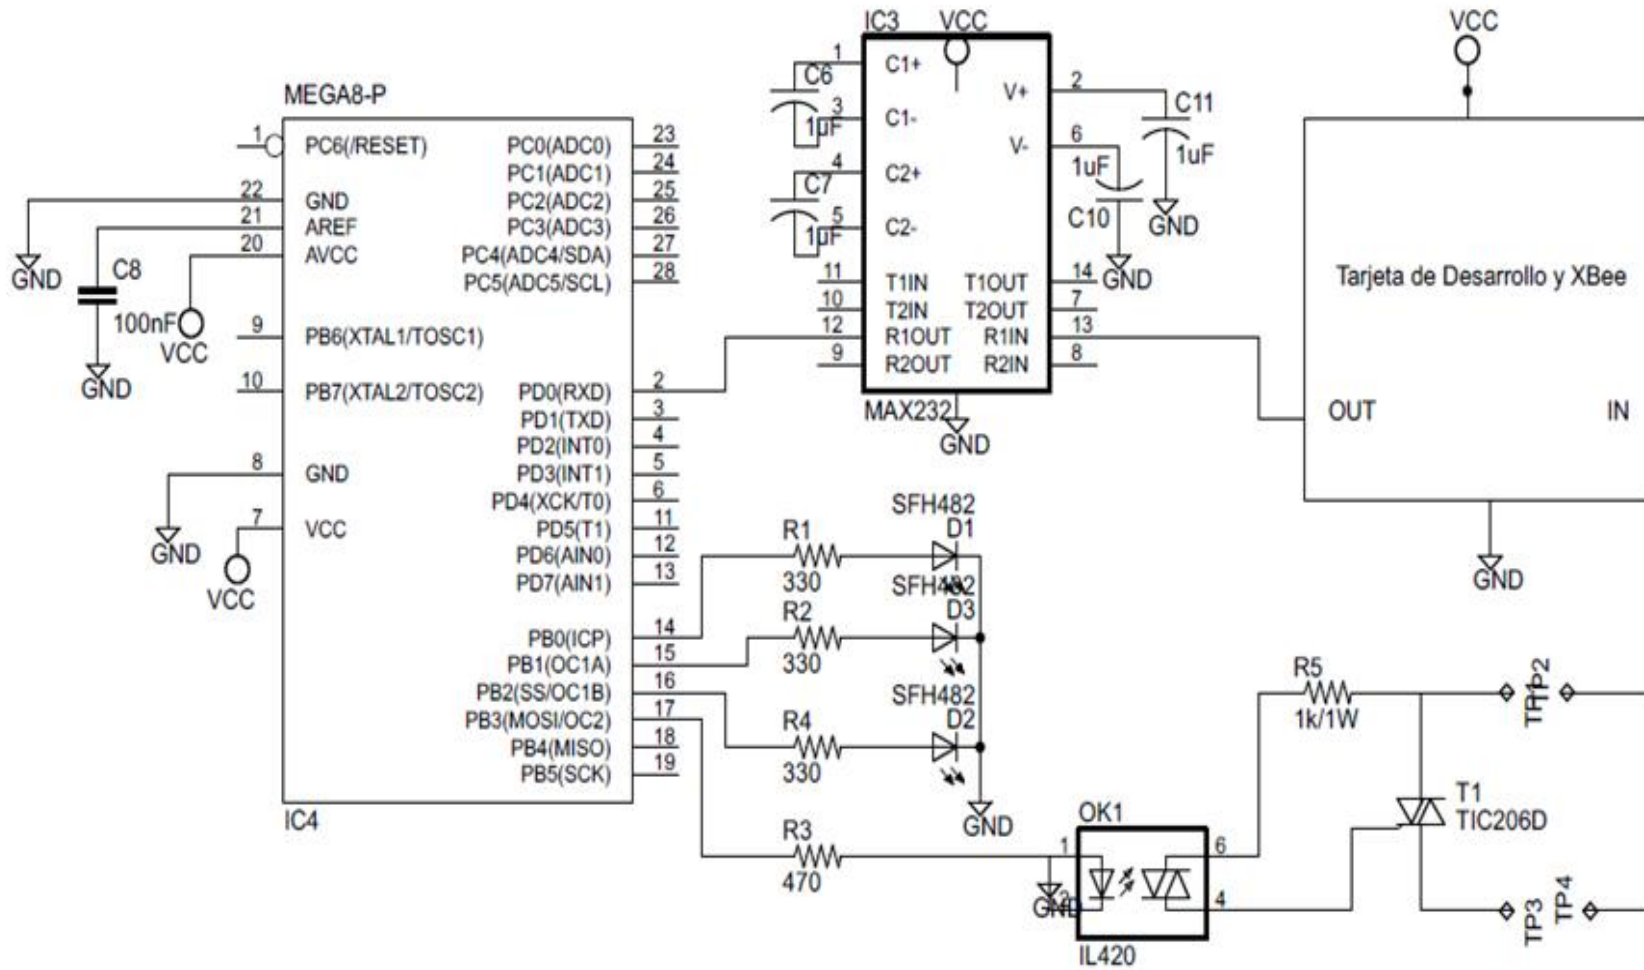 MEGA8-P
1 PC6(/RESET)
22 GND
21 AREF
20 AVCC
9 PB6(XTAL1/TOSC1)
10 PB7(XTAL2/TOSC2)
8 GND
7 VCC
PC0(ADC0) 23
PC1(ADC1) 24
PC2(ADC2) 25
PC3(ADC3) 26
PC4(ADC4/SDA) 27
PC5(ADC5/SCL) 28
PD0(RXD) 2
PD1(TXD) 3
PD2(INT0) 4
PD3(INT1) 5
PD4(XCK/T0) 6
PD5(T1) 11
PD6(AIN0) 12
PD7(AIN1) 13
PB0(ICP) 14
PB1(OC1A) 15
PB2(SS/OC1B) 16
PB3(MOSI/OC2) 17
PB4(MISO) 18
PB5(SCK) 19
IC4
GND
C8
100nF
GND
VCC
GND
VCC
IC3
VCC
1 C1+
3 C1-
4 C2+
5 C2-
11 T1IN
10 T2IN
12 R1OUT
9 R2OUT
V+ 2
V- 6
T1OUT 14
T2OUT 7
R1IN 13
R2IN 8
MAX232
GND
C6
1uF
C7
1uF
C11
1uF
GND
1uF
C10
GND
VCC
Tarjeta de Desarrollo y XBee
OUT
IN
GND
R1
330
SFH482
D1
R2
330
SFH482
D3
R4
330
SFH482
D2
GND
R3
470
OK1
1
GND
2
6
4
IL420
R5
1k/1W
TP1
TP2
T1
TIC206D
TP3
TP4